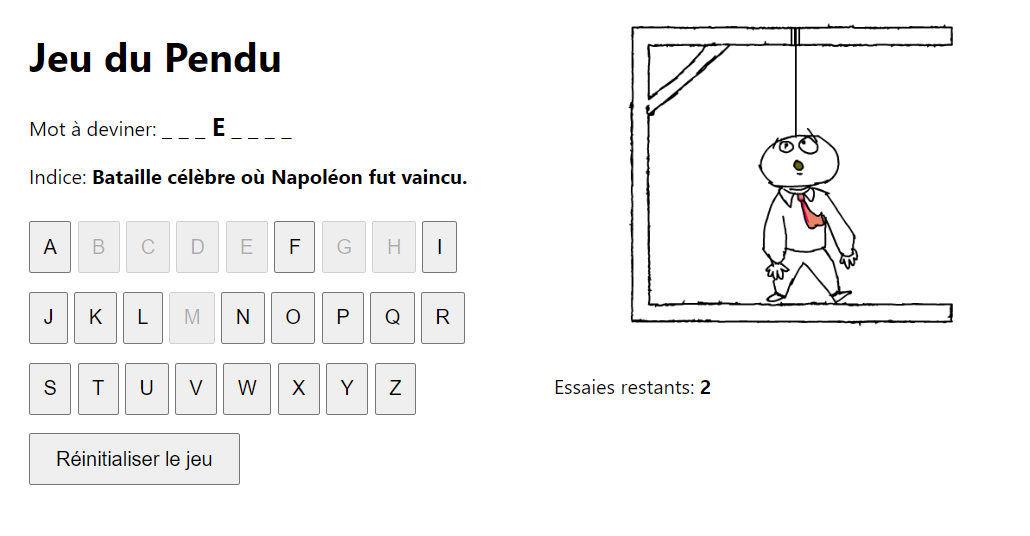 Jeu du Pendu
Mot à deviner: _ _ _ E _ _ _ _
Indice: Bataille célèbre où Napoléon fut vaincu.
A B C D E F G H I
J K L M N O P Q R
S T U V W X Y Z
Réinitialiser le jeu
Essaies restants: 2